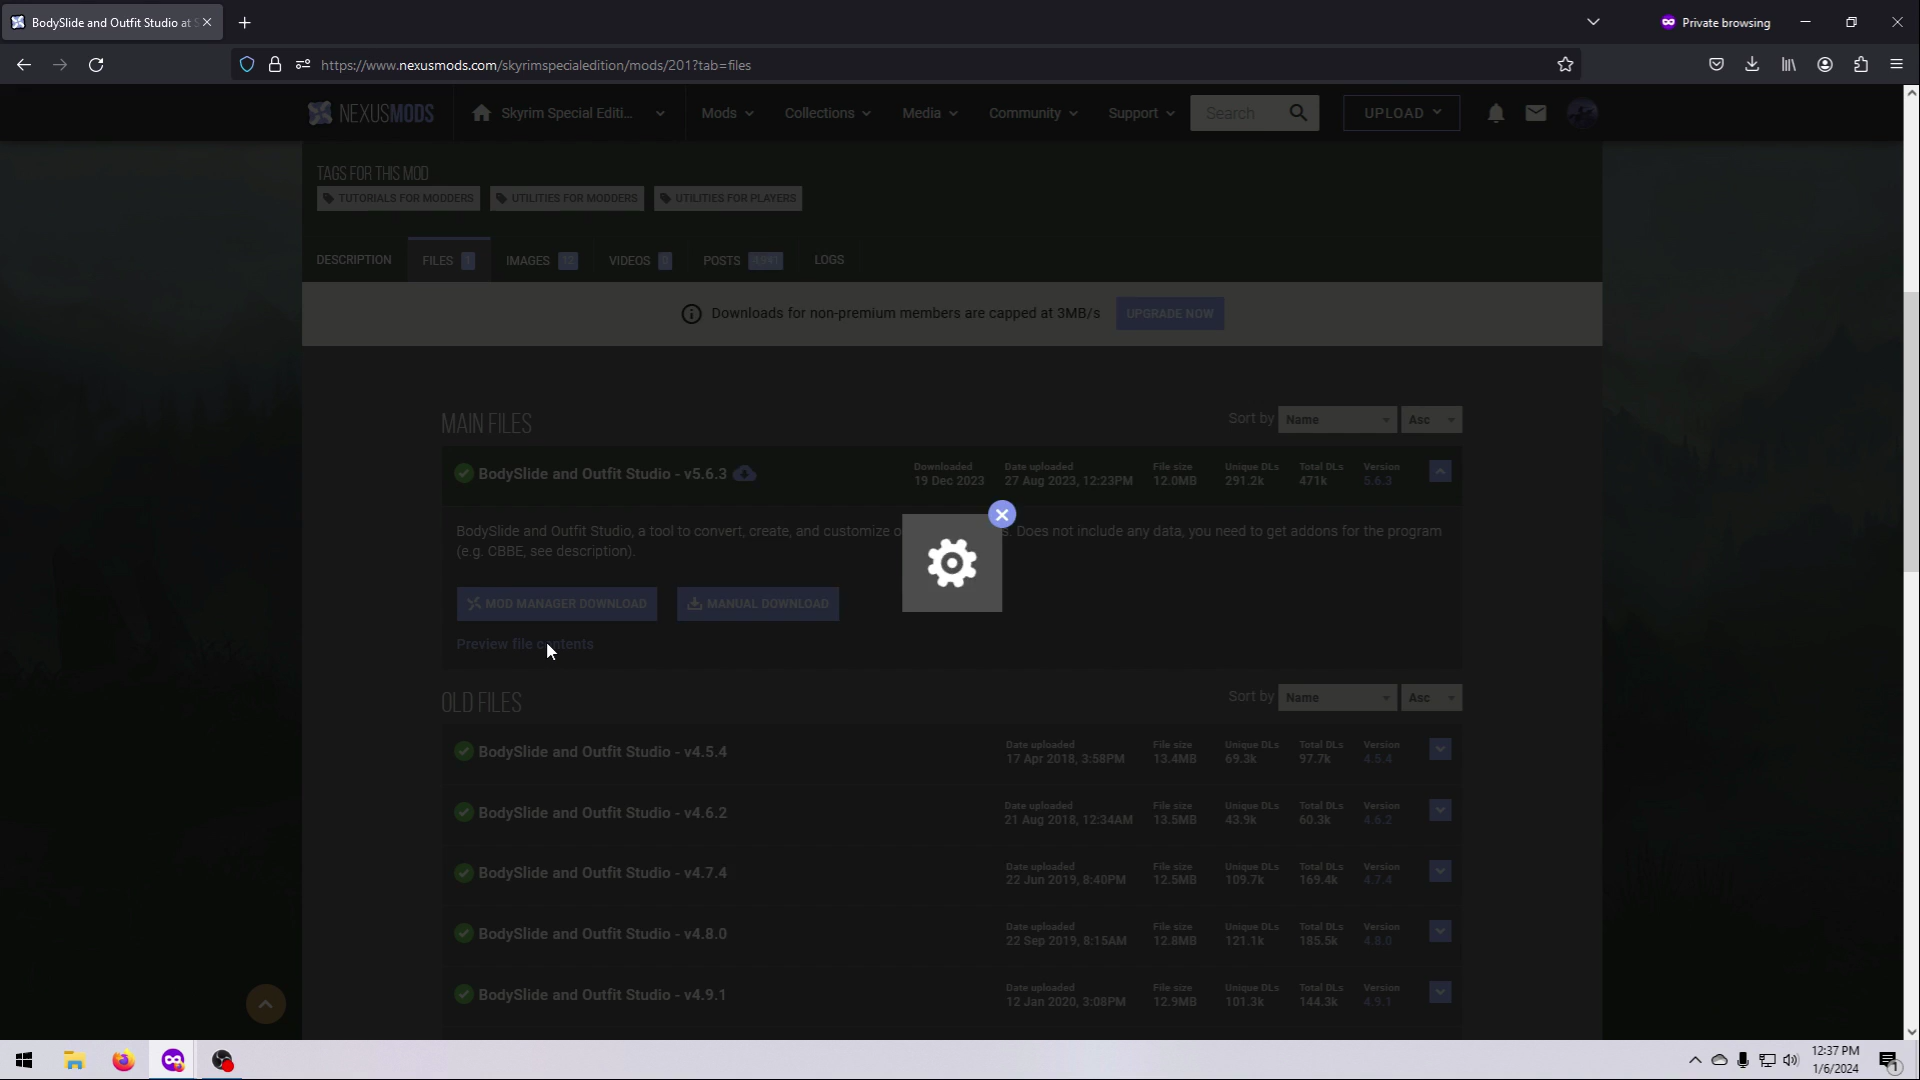 BodySlide and Outfit Studio at S
Private browsing
https://www.nexusmods.com/skyrimspecialedition/mods/201?tab=files
NEXUSMODS
Skyrim Special Editi...
Mods
Collections
Media
Community
Support
Search
UPLOAD
TAGS FOR THIS MOD
TUTORIALS FOR MODDERS
UTILITIES FOR MODDERS
UTILITIES FOR PLAYERS
DESCRIPTION
FILES 1
IMAGES 12
VIDEOS 0
POSTS 4941
LOGS
Downloads for non-premium members are capped at 3MB/s
UPGRADE NOW
MAIN FILES
Sort by Name Asc
BodySlide and Outfit Studio - v5.6.3
Downloaded
19 Dec 2023
Date uploaded
27 Aug 2023, 12:23PM
File size
12.0MB
Unique DLs
291.2k
Total DLs
471k
Version
5.6.3
BodySlide and Outfit Studio, a tool to convert, create, and customize o s. Does not include any data, you need to get addons for the program
(e.g. CBBE, see description).
MOD MANAGER DOWNLOAD
MANUAL DOWNLOAD
Preview file contents
OLD FILES
Sort by Name Asc
BodySlide and Outfit Studio - v4.5.4
Date uploaded
17 Apr 2018, 3:58PM
File size
13.4MB
Unique DLs
69.3k
Total DLs
97.7k
Version
4.5.4
BodySlide and Outfit Studio - v4.6.2
Date uploaded
21 Aug 2018, 12:34AM
File size
13.5MB
Unique DLs
43.9k
Total DLs
60.3k
Version
4.6.2
BodySlide and Outfit Studio - v4.7.4
Date uploaded
22 Jun 2019, 8:40PM
File size
12.5MB
Unique DLs
109.7k
Total DLs
169.4k
Version
4.7.4
BodySlide and Outfit Studio - v4.8.0
Date uploaded
22 Sep 2019, 8:15AM
File size
12.8MB
Unique DLs
121.1k
Total DLs
185.5k
Version
4.8.0
BodySlide and Outfit Studio - v4.9.1
Date uploaded
12 Jan 2020, 3:08PM
File size
12.9MB
Unique DLs
101.3k
Total DLs
144.3k
Version
4.9.1
12:37 PM
1/6/2024
1